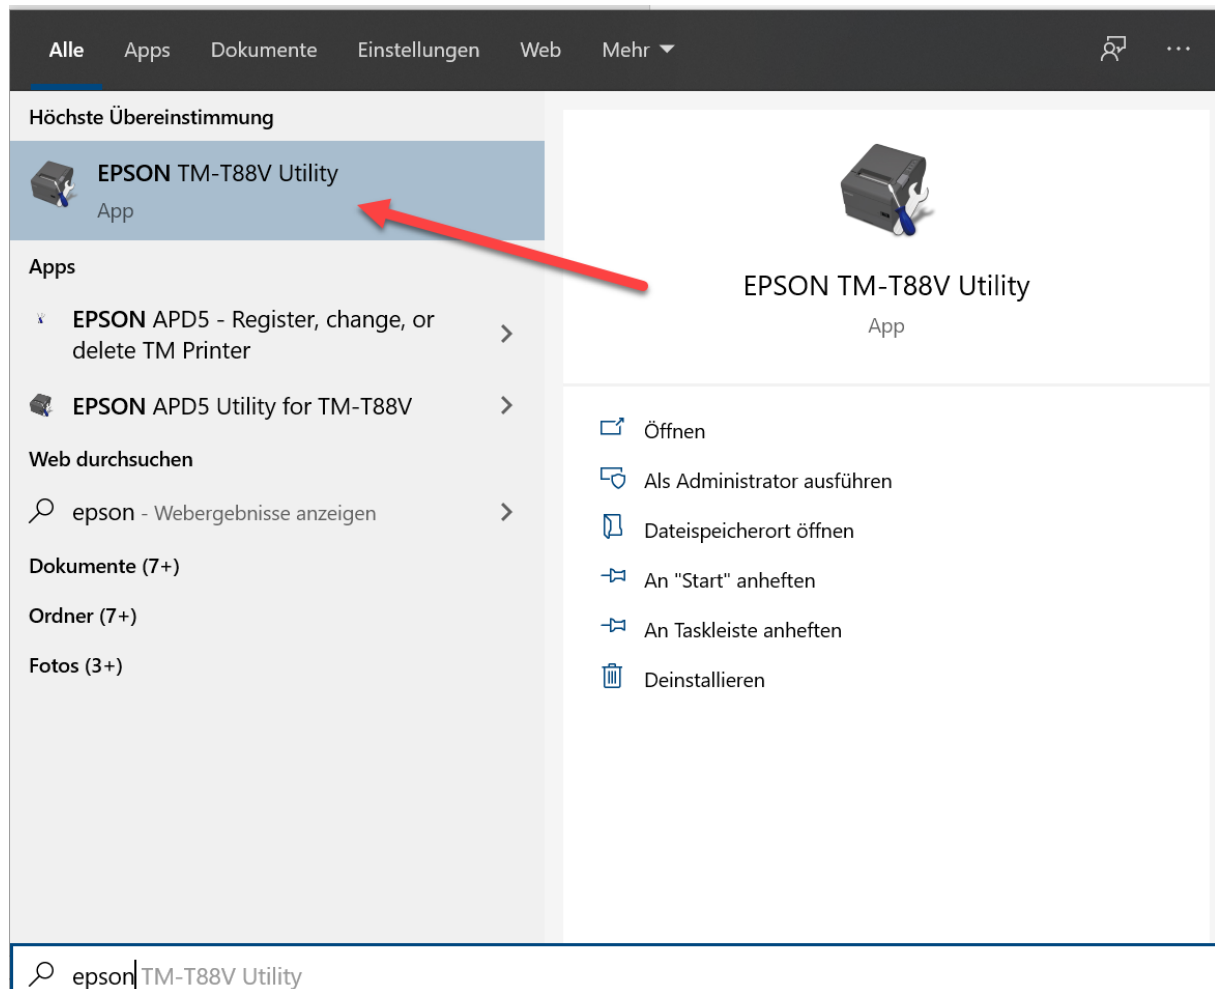 Alle Apps Dokumente Einstellungen Web Mehr
Höchste Übereinstimmung
EPSON TM-T88V Utility
App
Apps
EPSON APD5 - Register, change, or
delete TM Printer
EPSON APD5 Utility for TM-T88V
Web durchsuchen
epson - Webergebnisse anzeigen
Dokumente (7+)
Ordner (7+)
Fotos (3+)
EPSON TM-T88V Utility
App
Öffnen
Als Administrator ausführen
Dateispeicherort öffnen
An "Start" anheften
An Taskleiste anheften
Deinstallieren
epson TM-T88V Utility